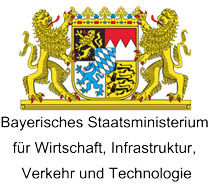 Bayerisches Staatsministerium
für Wirtschaft, Infrastruktur,
Verkehr und Technologie